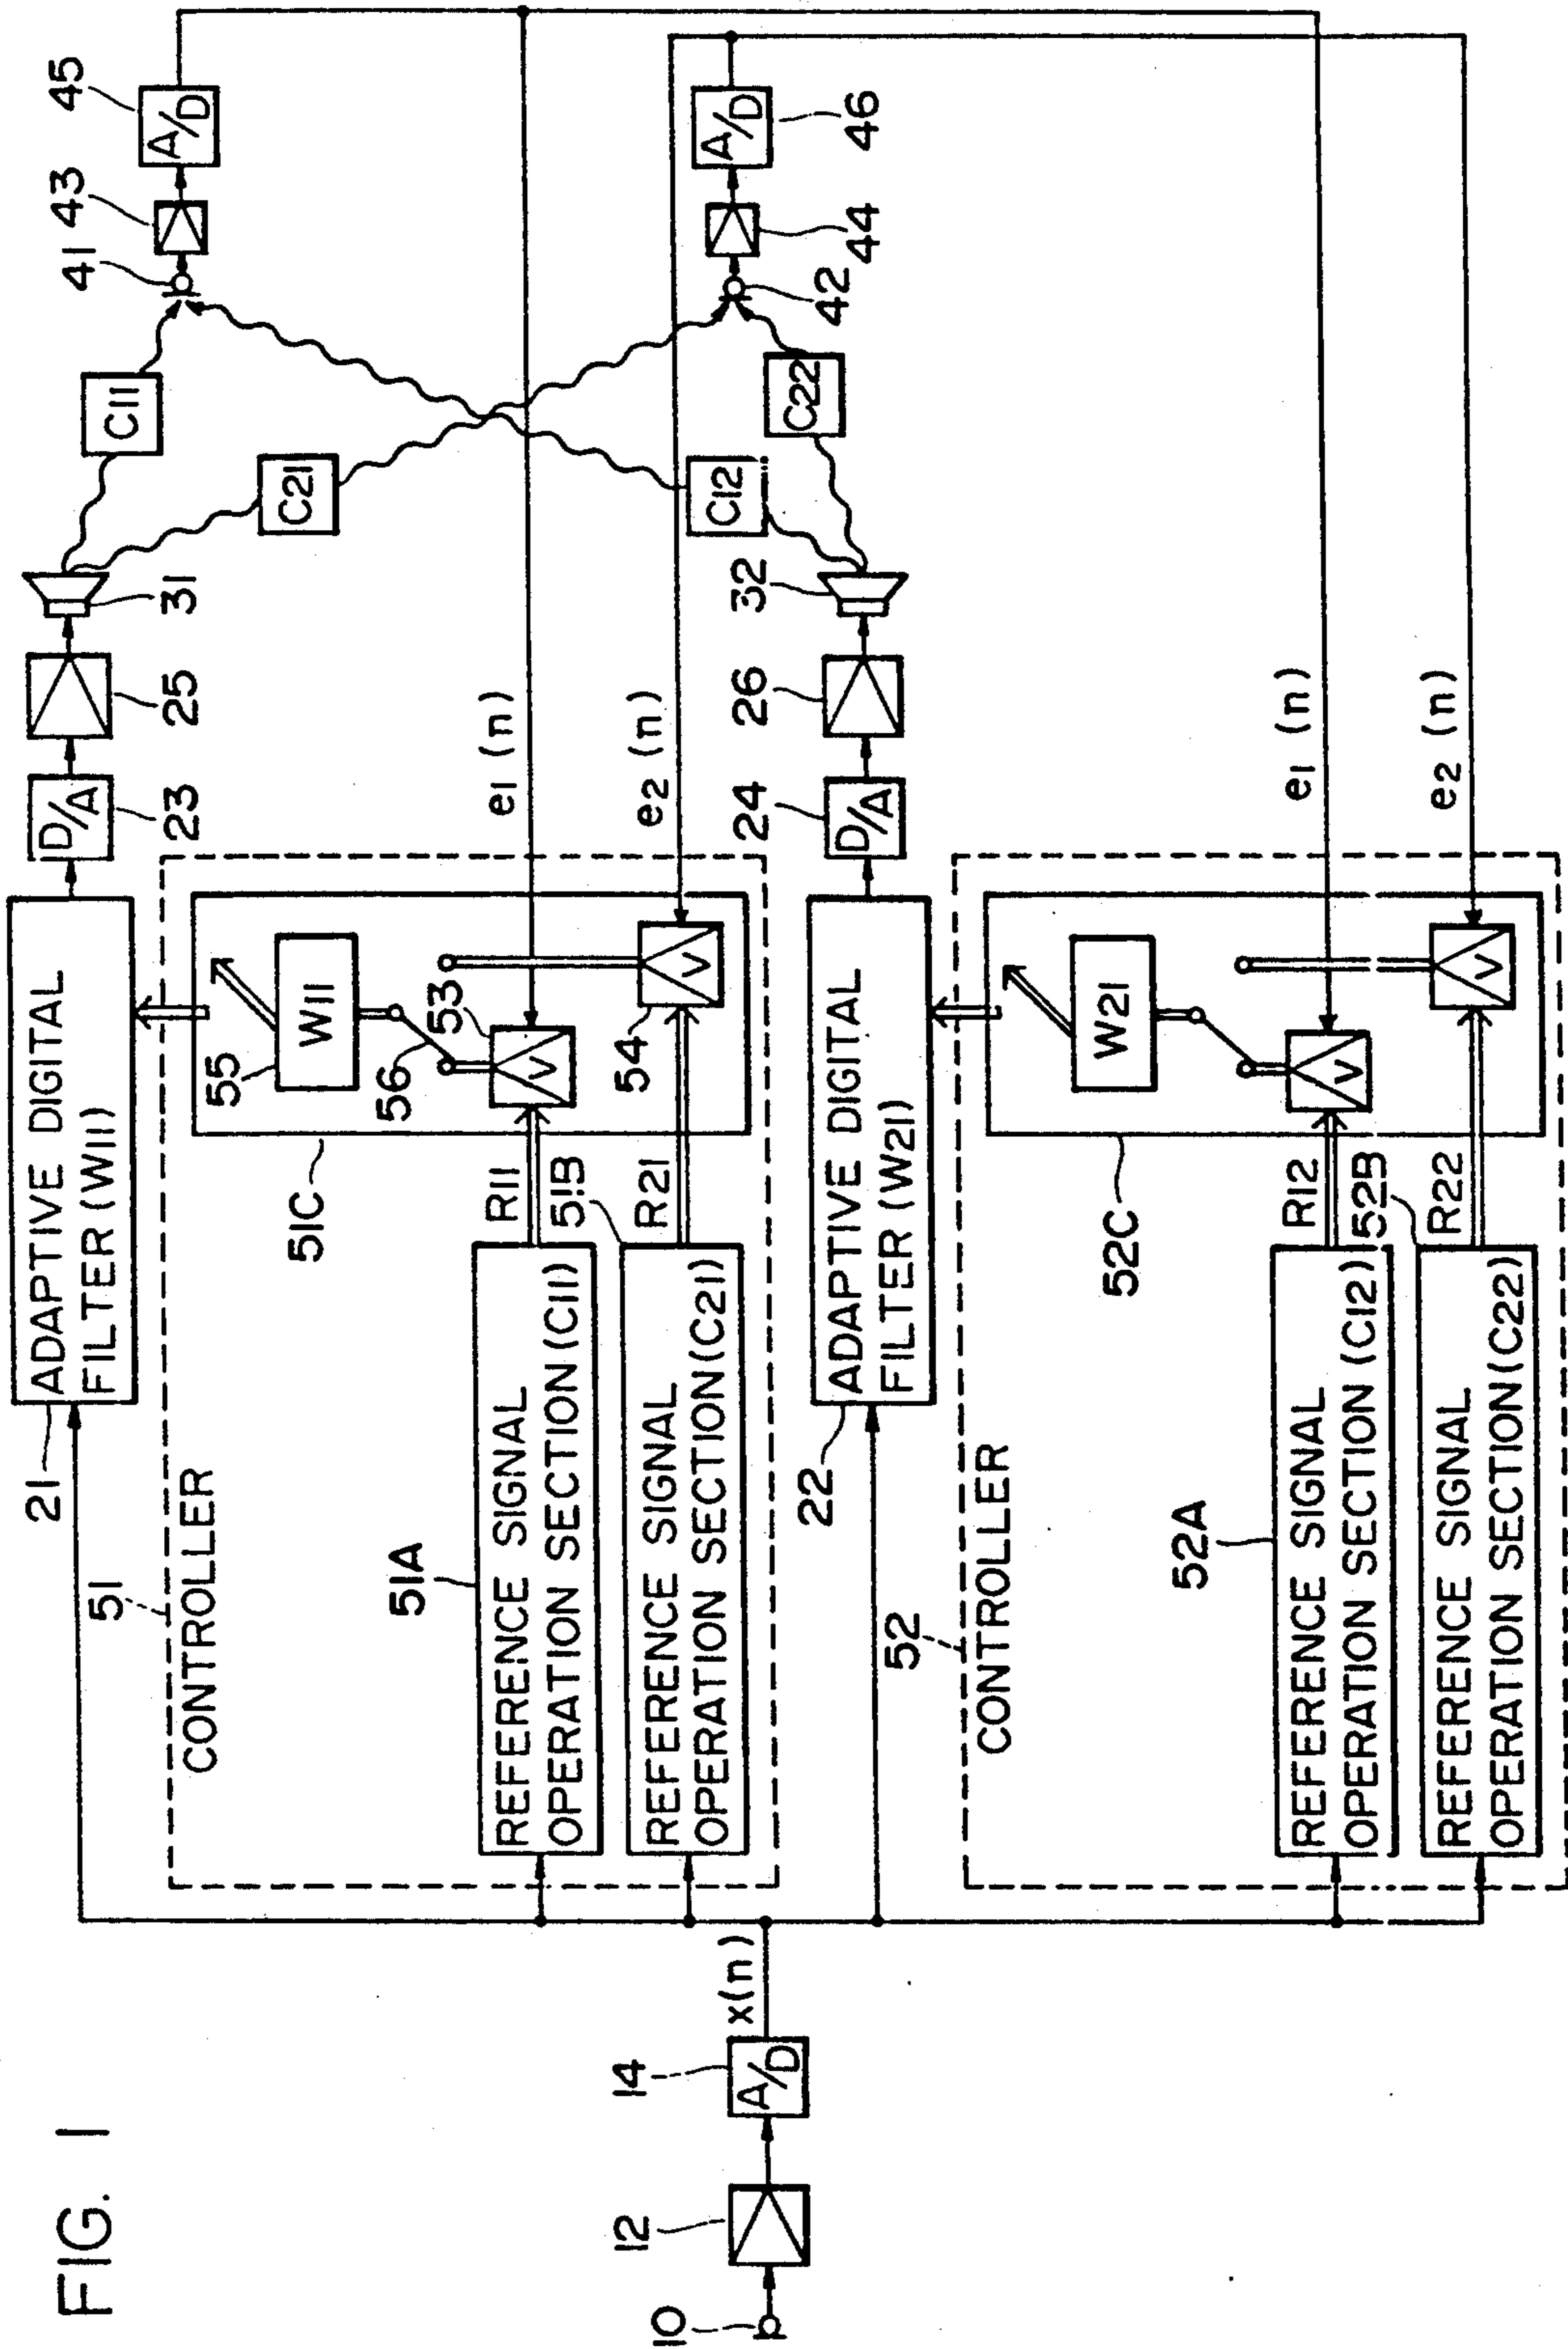 FIG. 1
10
12
14
A/D
x(n)
21
ADAPTIVE DIGITAL
FILTER (W11)
D/A
23
25
31
C11
C21
41
43
45
A/D
51
CONTROLLER
51A
REFERENCE SIGNAL
OPERATION SECTION (C11)
R11
51B
REFERENCE SIGNAL
OPERATION SECTION (C21)
R21
51C
55
W11
56
53
V
54
V
e1 (n)
e2 (n)
22
ADAPTIVE DIGITAL
FILTER (W21)
24
D/A
26
32
C12
C22
42
44
46
A/D
52
CONTROLLER
52A
REFERENCE SIGNAL
OPERATION SECTION (C12)
R12
52B
REFERENCE SIGNAL
OPERATION SECTION (C22)
R22
52C
W21
V
V
e1 (n)
e2 (n)